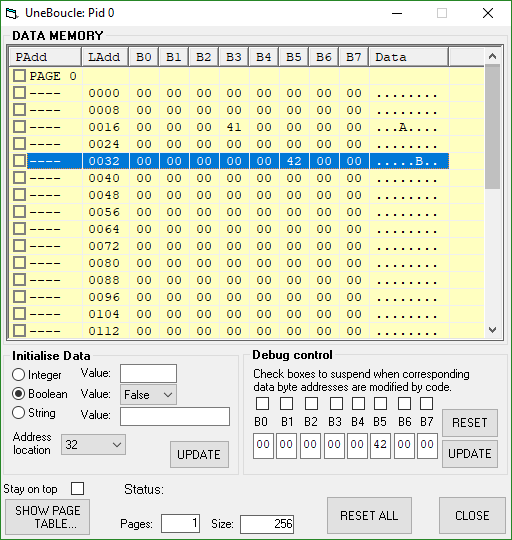 UneBoucle: Pid 0
DATA MEMORY
PAdd LAdd B0 B1 B2 B3 B4 B5 B6 B7 Data
PAGE 0
---- 0000 00 00 00 00 00 00 00 00 ........
---- 0008 00 00 00 00 00 00 00 00 ........
---- 0016 00 00 00 41 00 00 00 00 ...A....
---- 0024 00 00 00 00 00 00 00 00 ........
---- 0032 00 00 00 00 00 42 00 00 .....B..
---- 0040 00 00 00 00 00 00 00 00 ........
---- 0048 00 00 00 00 00 00 00 00 ........
---- 0056 00 00 00 00 00 00 00 00 ........
---- 0064 00 00 00 00 00 00 00 00 ........
---- 0072 00 00 00 00 00 00 00 00 ........
---- 0080 00 00 00 00 00 00 00 00 ........
---- 0088 00 00 00 00 00 00 00 00 ........
---- 0096 00 00 00 00 00 00 00 00 ........
---- 0104 00 00 00 00 00 00 00 00 ........
---- 0112 00 00 00 00 00 00 00 00 ........
Initialise Data
Integer Value:
Boolean Value: False
String Value:
Address
location 32
UPDATE
Debug control
Check boxes to suspend when corresponding
data byte addresses are modified by code.
B0 B1 B2 B3 B4 B5 B6 B7
00 00 00 00 00 42 00 00
RESET
UPDATE
Stay on top
Status:
SHOW PAGE
TABLE...
Pages: 1 Size: 256
RESET ALL
CLOSE